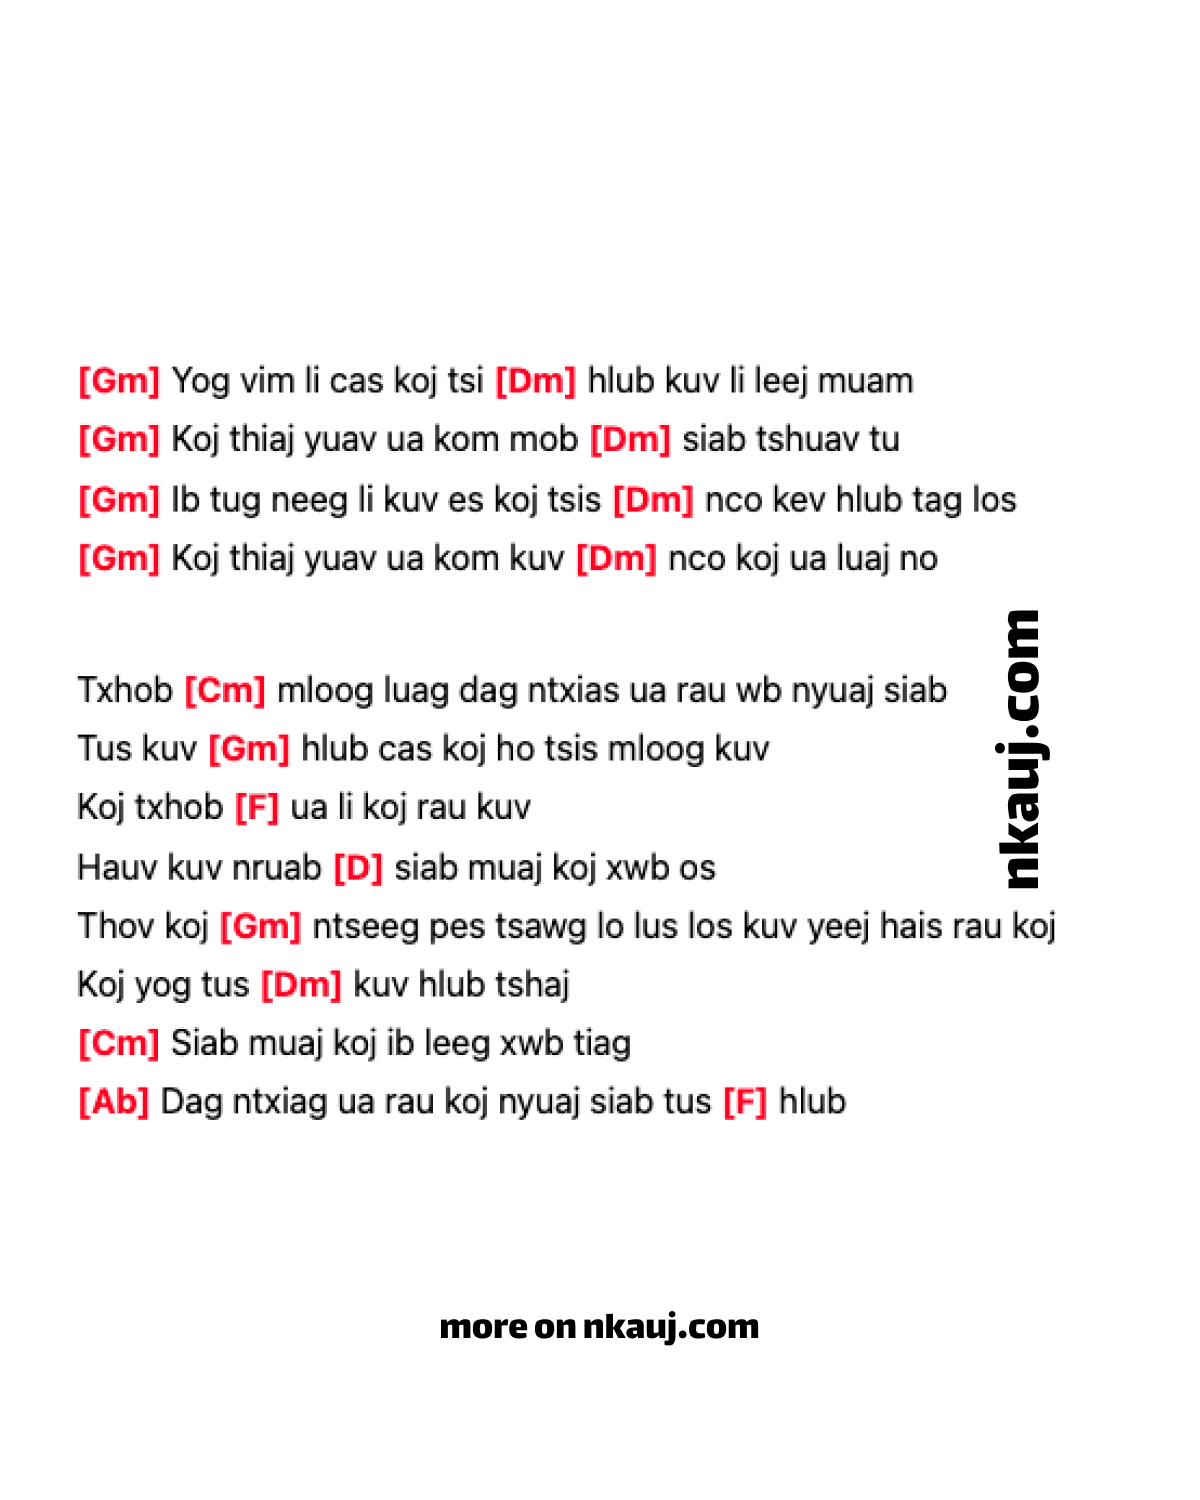 [Gm] Yog vim li cas koj tsi [Dm] hlub kuv li leej muam
[Gm] Koj thiaj yuav ua kom mob [Dm] siab tshuav tu
[Gm] Ib tug neeg li kuv es koj tsis [Dm] nco kev hlub tag los
[Gm] Koj thiaj yuav ua kom kuv [Dm] nco koj ua luaj no
Txhob [Cm] mloog luag dag ntxias ua rau wb nyuaj siab
Tus kuv [Gm] hlub cas koj ho tsis mloog kuv
Koj txhob [F] ua li koj rau kuv
Hauv kuv nruab [D] siab muaj koj xwb os
Thov koj [Gm] ntseeg pes tsawg lo lus los kuv yeej hais rau koj
Koj yog tus [Dm] kuv hlub tshaj
[Cm] Siab muaj koj ib leeg xwb tiag
[Ab] Dag ntxiag ua rau koj nyuaj siab tus [F] hlub
nkauj.com
more on nkauj.com